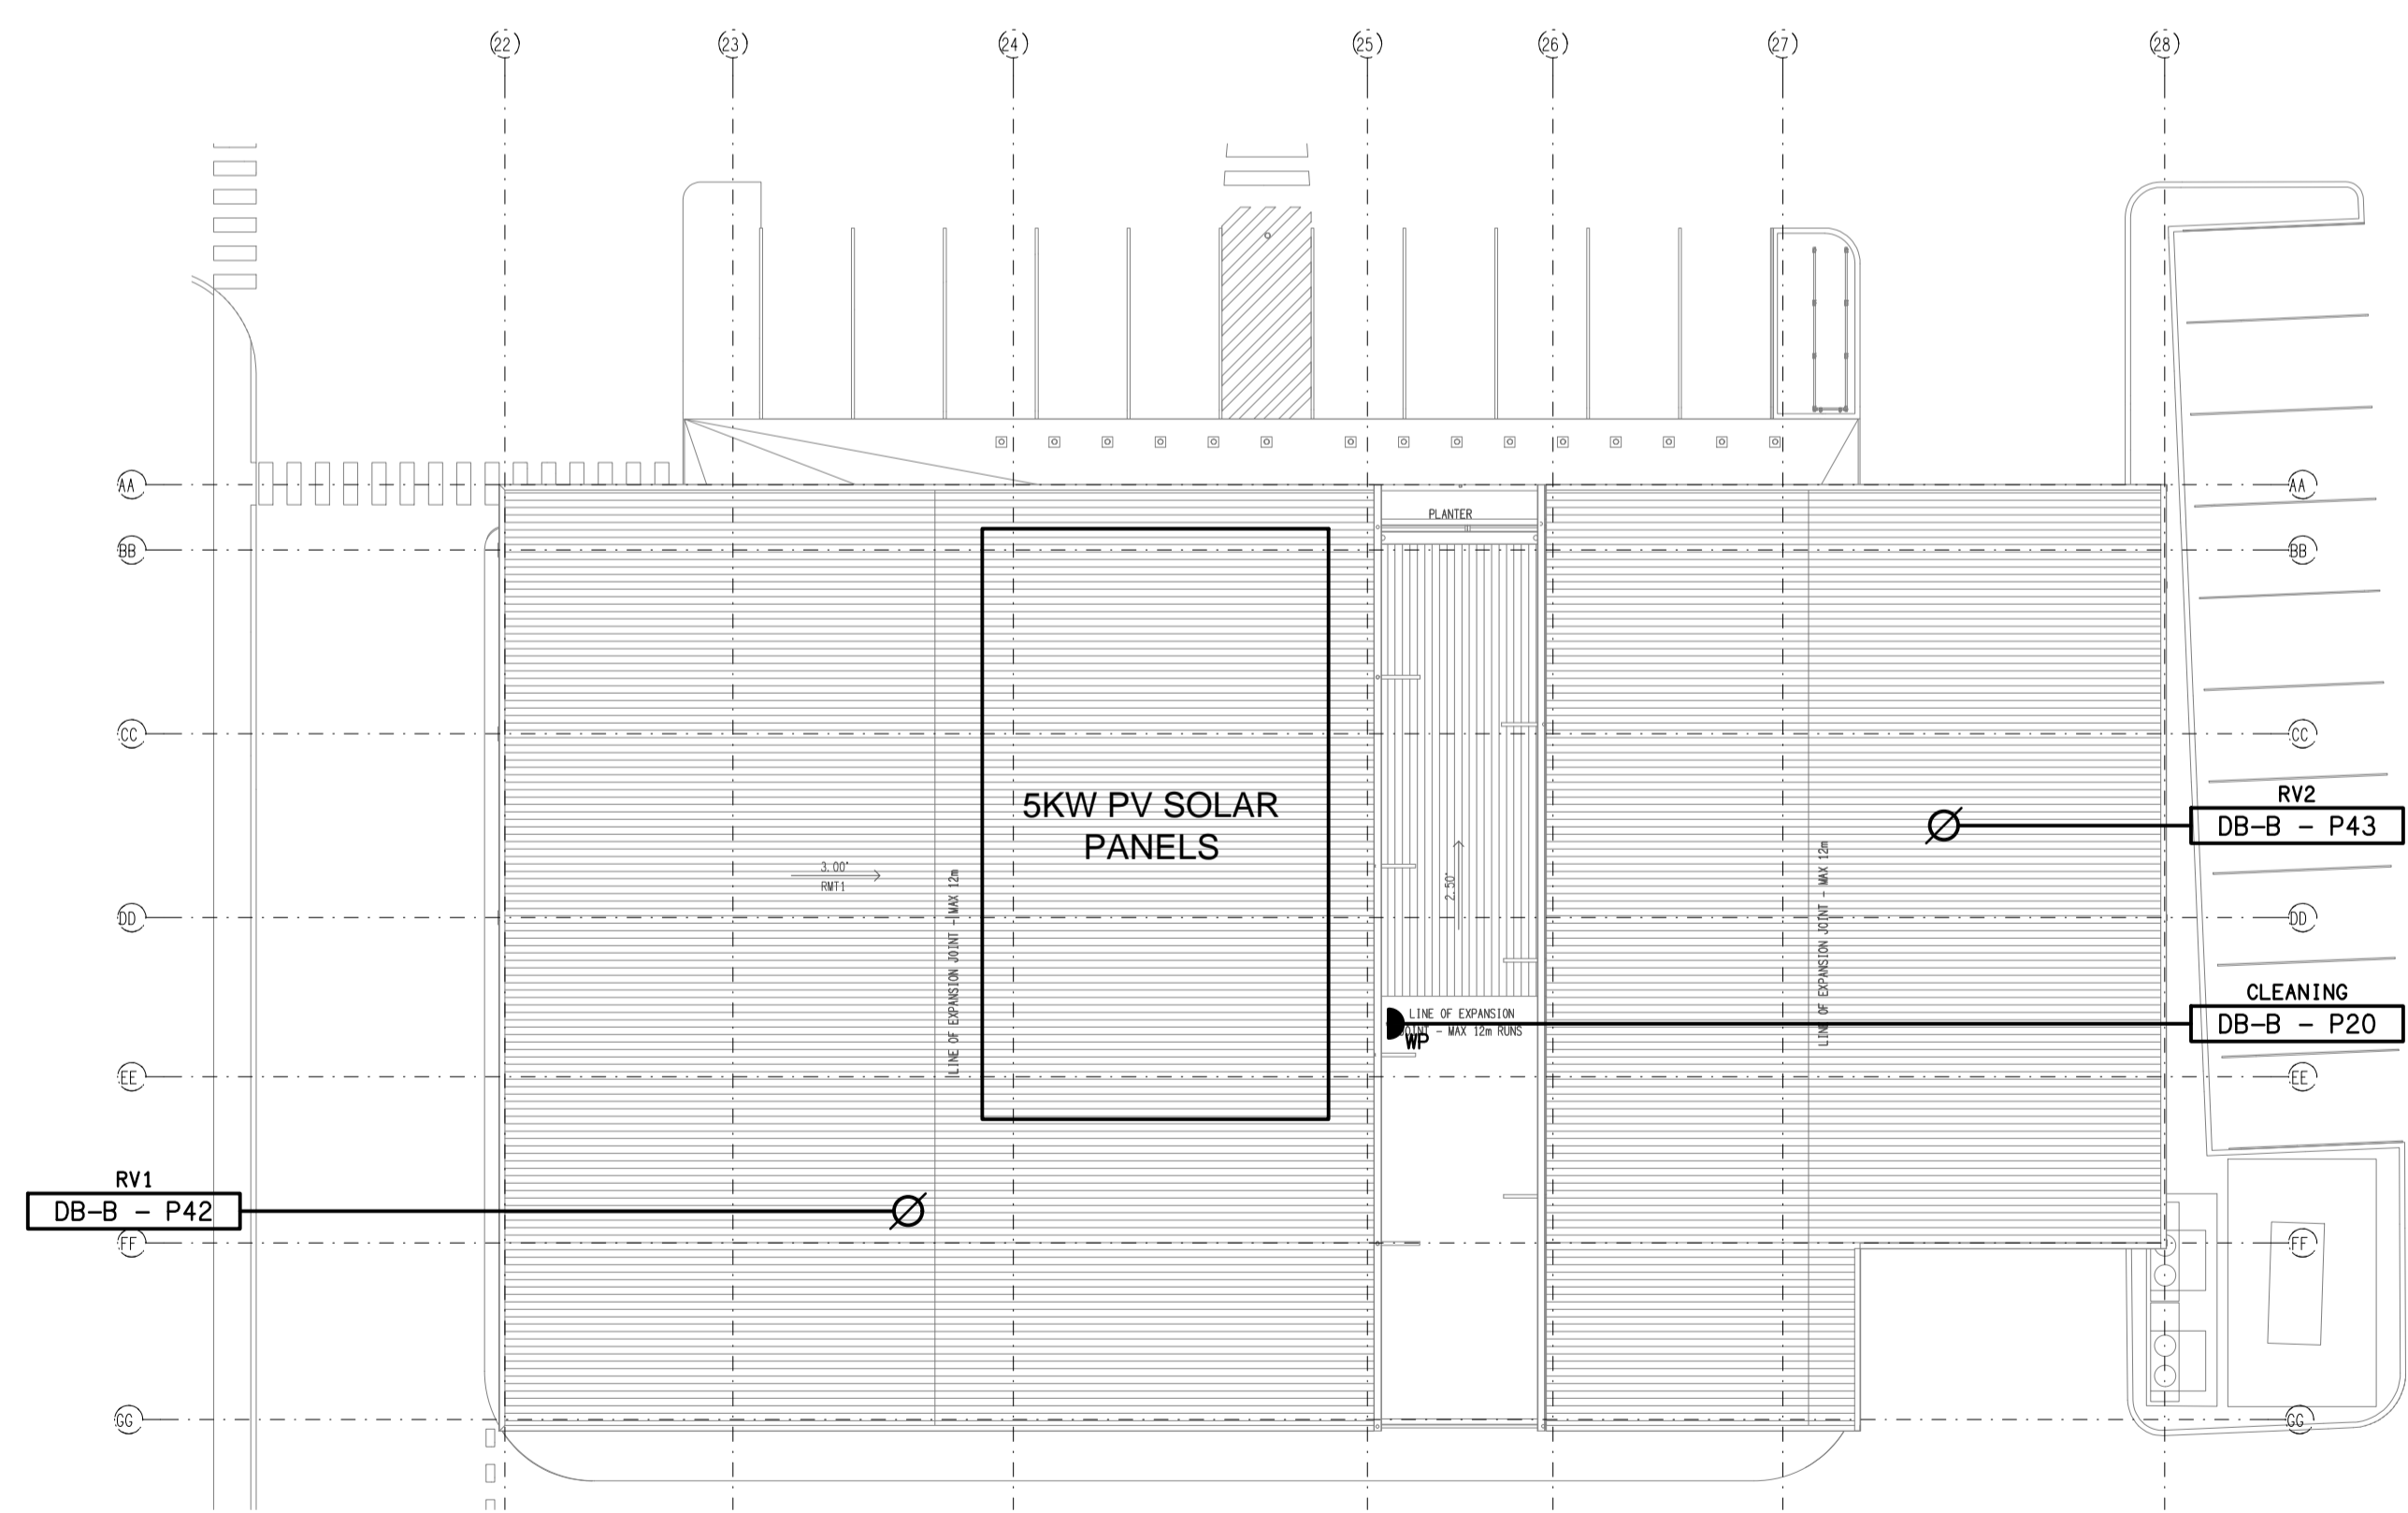 22
23
24
25
26
27
28
AA
AA
PLANTER
BB
BB
CC
CC
5KW PV SOLAR
PANELS
RV2
DB-B - P43
3.00°
RMT1
2.50°
LINE OF EXPANSION JOINT - MAX 12m
LINE OF EXPANSION JOINT - MAX 12m
DD
DD
CLEANING
DB-B - P20
LINE OF EXPANSION
JOINT - MAX 12m RUNS
WP
EE
EE
RV1
DB-B - P42
FF
FF
GG
GG